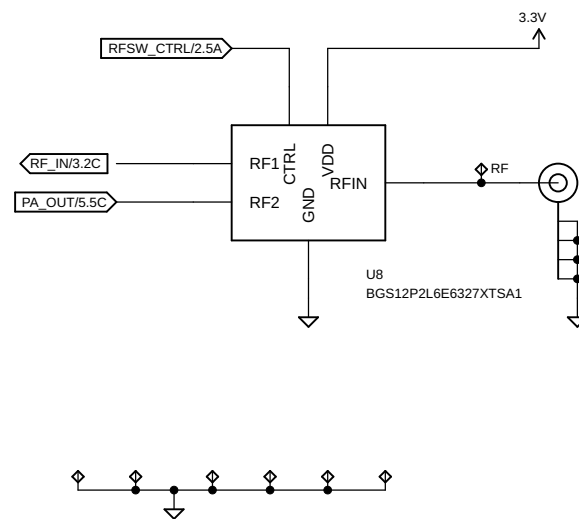 3.3V
RFSW_CTRL/2.5A
RF_IN/3.2C
RF1
CTRL
VDD
RFIN
RF
PA_OUT/5.5C
RF2
GND
U8
BGS12P2L6E6327XTSA1